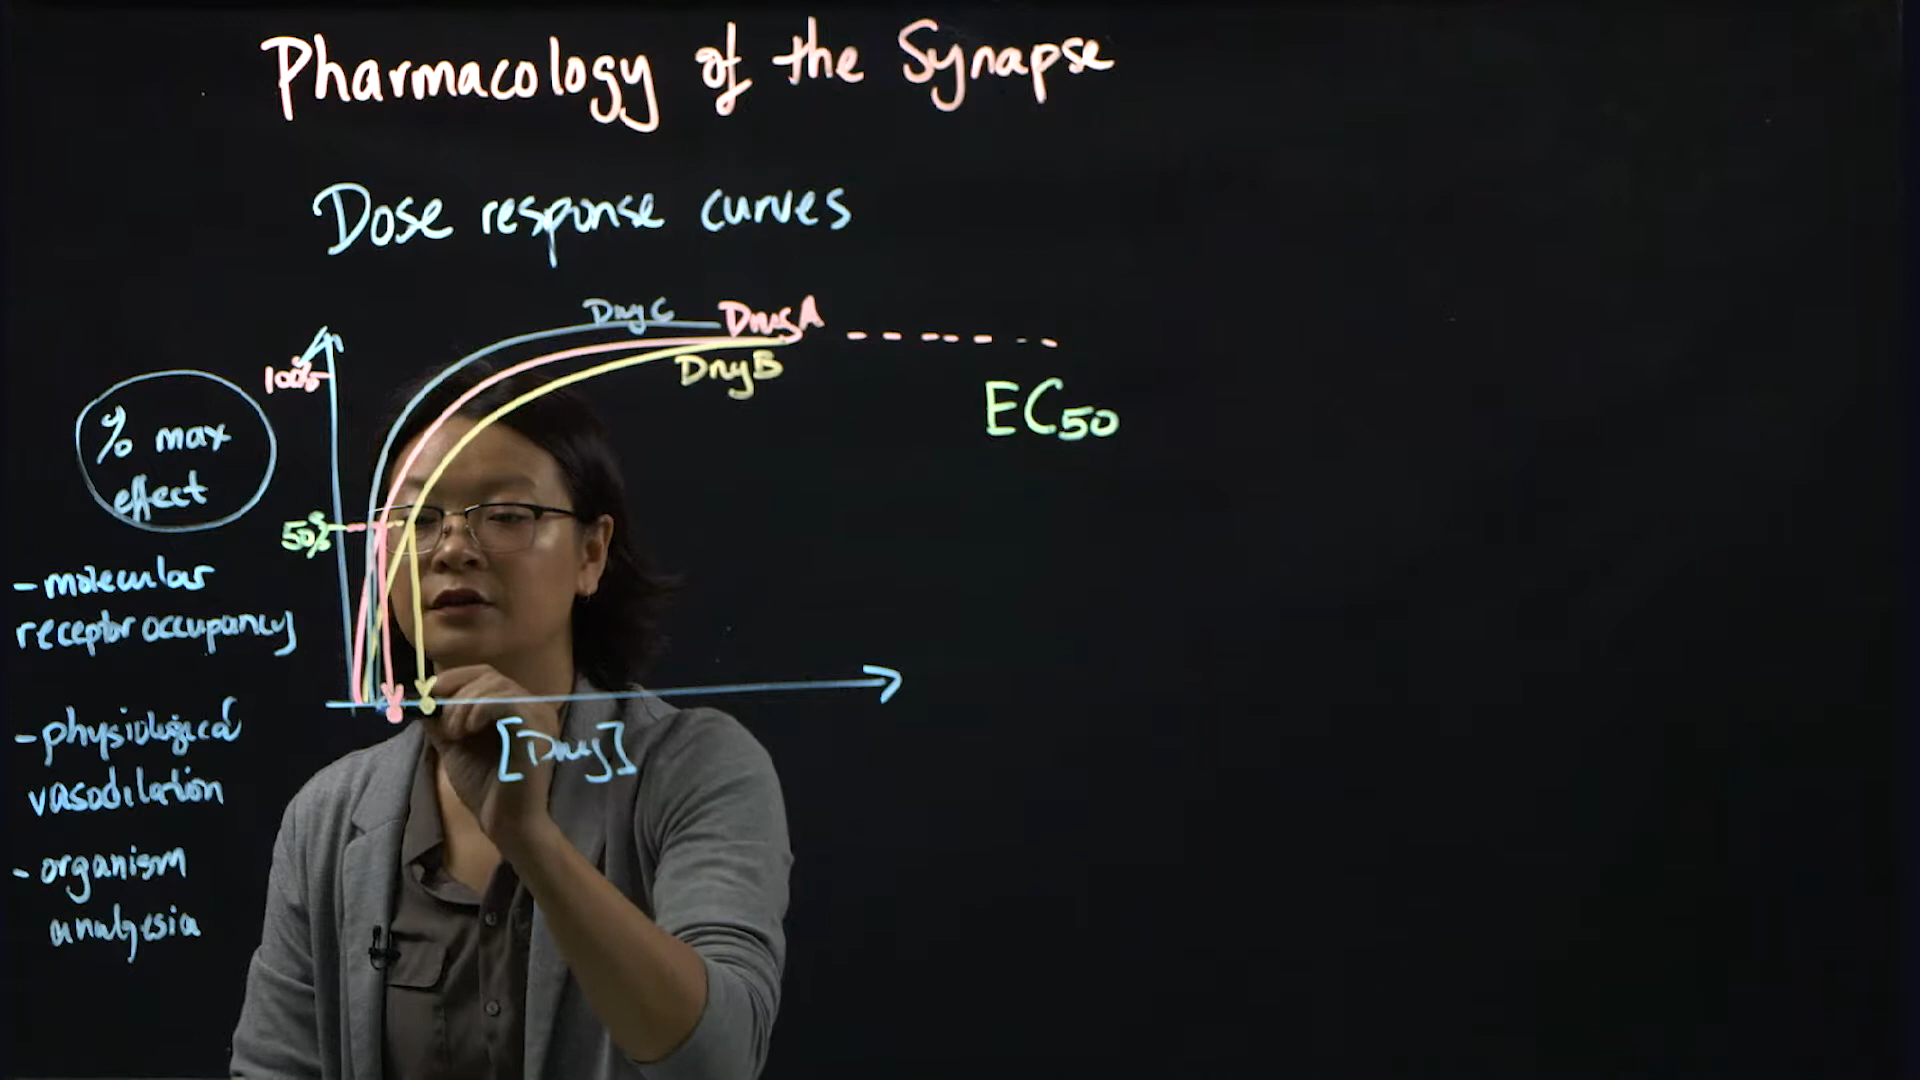 Pharmacology of the Synapse
Dose response curves
Drug C
Drug A
Drug B
100%
% max
effect
50%
EC50
- molecular
receptor occupancy
- physiological
vasodilation
- organism
analgesia
[Drug]